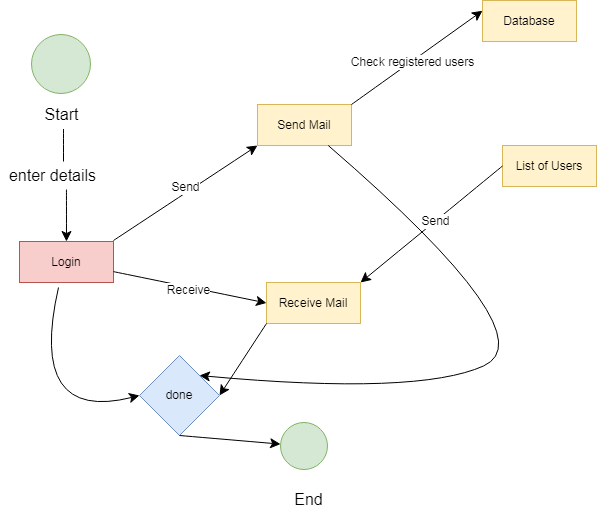 Database
Check registered users
Start
Send Mail
List of Users
enter details
Send
Send
Login
Receive
Receive Mail
done
End